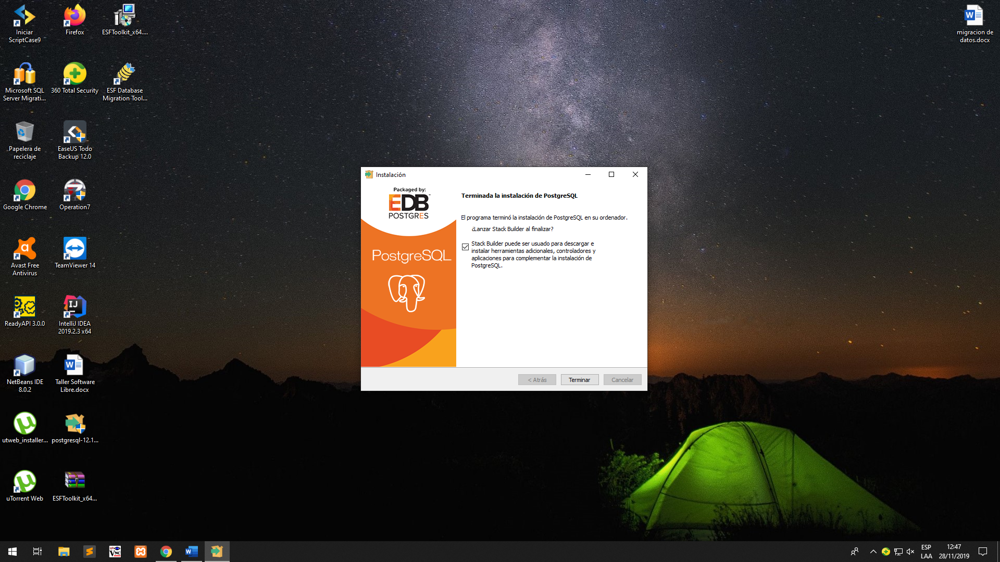 Iniciar
ScriptCase9
Firefox
ESFToolkit_x64....
migracion de
datos.docx
Microsoft SQL
Server Migrati...
360 Total Security
ESF Database
Migration Tool...
Papelera de
reciclaje
EaseUS Todo
Backup 12.0
Google Chrome
Operation7
Avast Free
Antivirus
TeamViewer 14
ReadyAPI 3.0.0
IntelliJ IDEA
2019.2.3 x64
NetBeans IDE
8.0.2
Taller Software
Libre.docx
utweb_installer...
postgresql-12.1...
uTorrent Web
ESFToolkit_x64...
Instalación
Packaged by:
EDB
POSTGRES
PostgreSQL
Terminada la instalación de PostgreSQL
El programa terminó la instalación de PostgreSQL en su ordenador.
¿Lanzar Stack Builder al finalizar?
Stack Builder puede ser usado para descargar e
instalar herramientas adicionales, controladores y
aplicaciones para complementar la instalación de
PostgreSQL.
< Atrás
Terminar
Cancelar
ESP
LAA
12:47
28/11/2019